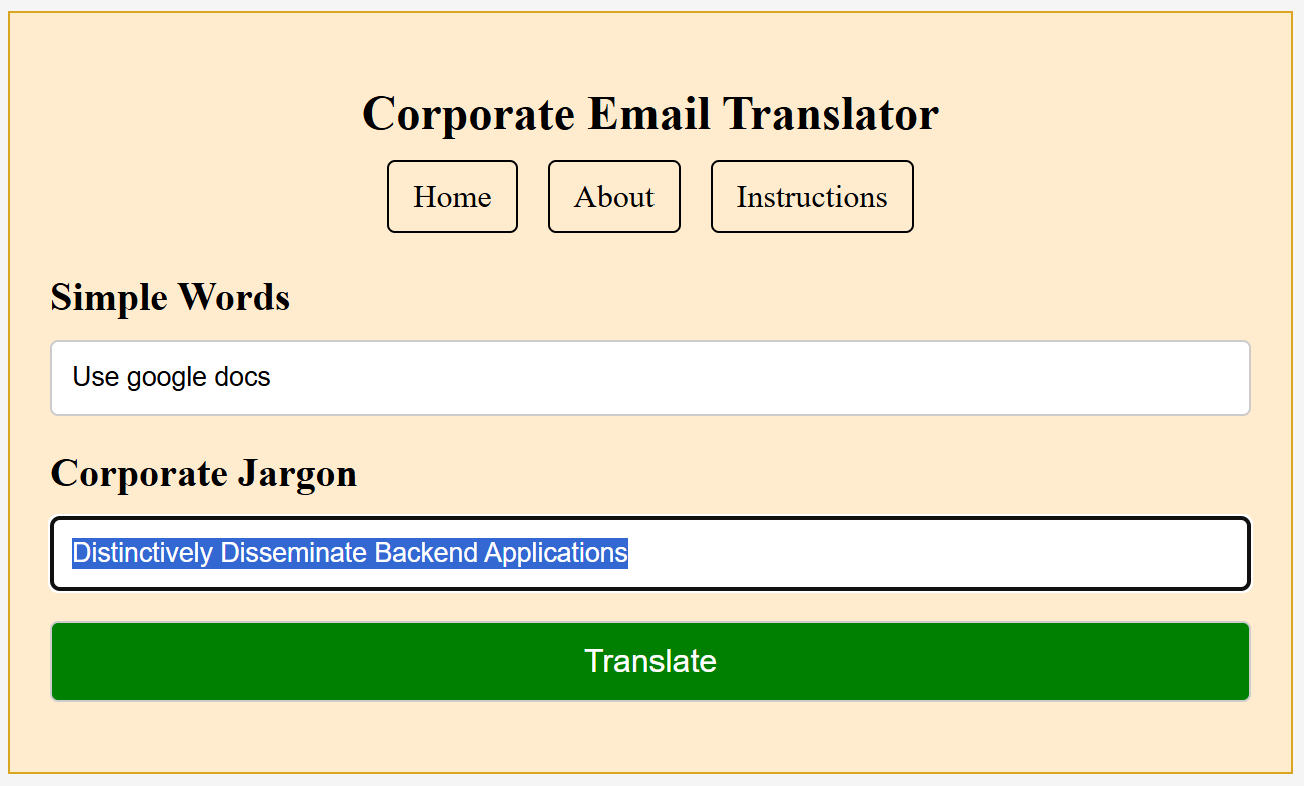 Corporate Email Translator
Home About Instructions
Simple Words
Use google docs
Corporate Jargon
Distinctively Disseminate Backend Applications
Translate